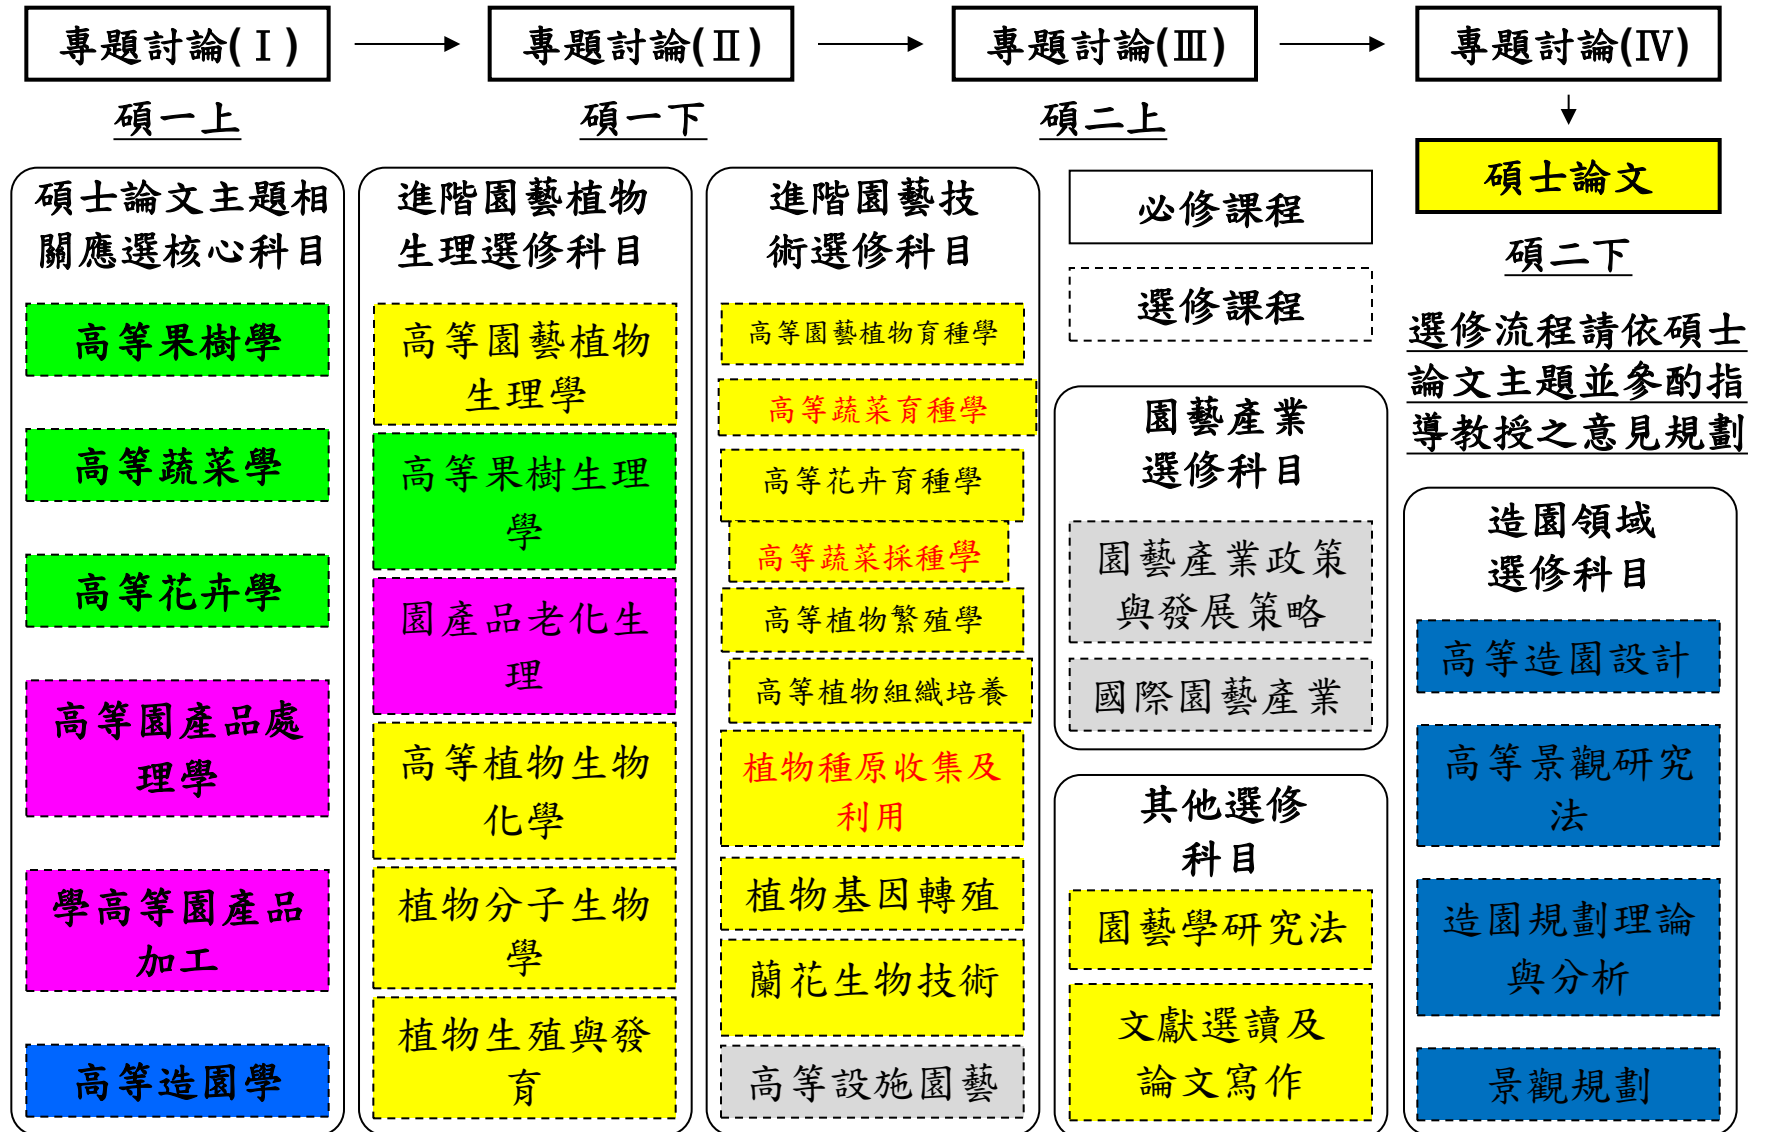 專題討論(Ⅰ)
專題討論(Ⅱ)
專題討論(Ⅲ)
專題討論(Ⅳ)
碩一上
碩一下
碩二上
碩士論文
碩二下
選修流程請依碩士
論文主題並參酌指
導教授之意見規劃
碩士論文主題相
關應選核心科目
高等果樹學
高等蔬菜學
高等花卉學
高等園產品處
理學
學高等園產品
加工
高等造園學
進階園藝植物
生理選修科目
高等園藝植物
生理學
高等果樹生理
學
園產品老化生
理
高等植物生物
化學
植物分子生物
學
植物生殖與發
育
進階園藝技
術選修科目
高等園藝植物育種學
高等蔬菜育種學
高等花卉育種學
高等蔬菜採種學
高等植物繁殖學
高等植物組織培養
植物種原收集及
利用
植物基因轉殖
蘭花生物技術
高等設施園藝
必修課程
選修課程
園藝產業
選修科目
園藝產業政策
與發展策略
國際園藝產業
其他選修
科目
園藝學研究法
文獻選讀及
論文寫作
造園領域
選修科目
高等造園設計
高等景觀研究
法
造園規劃理論
與分析
景觀規劃